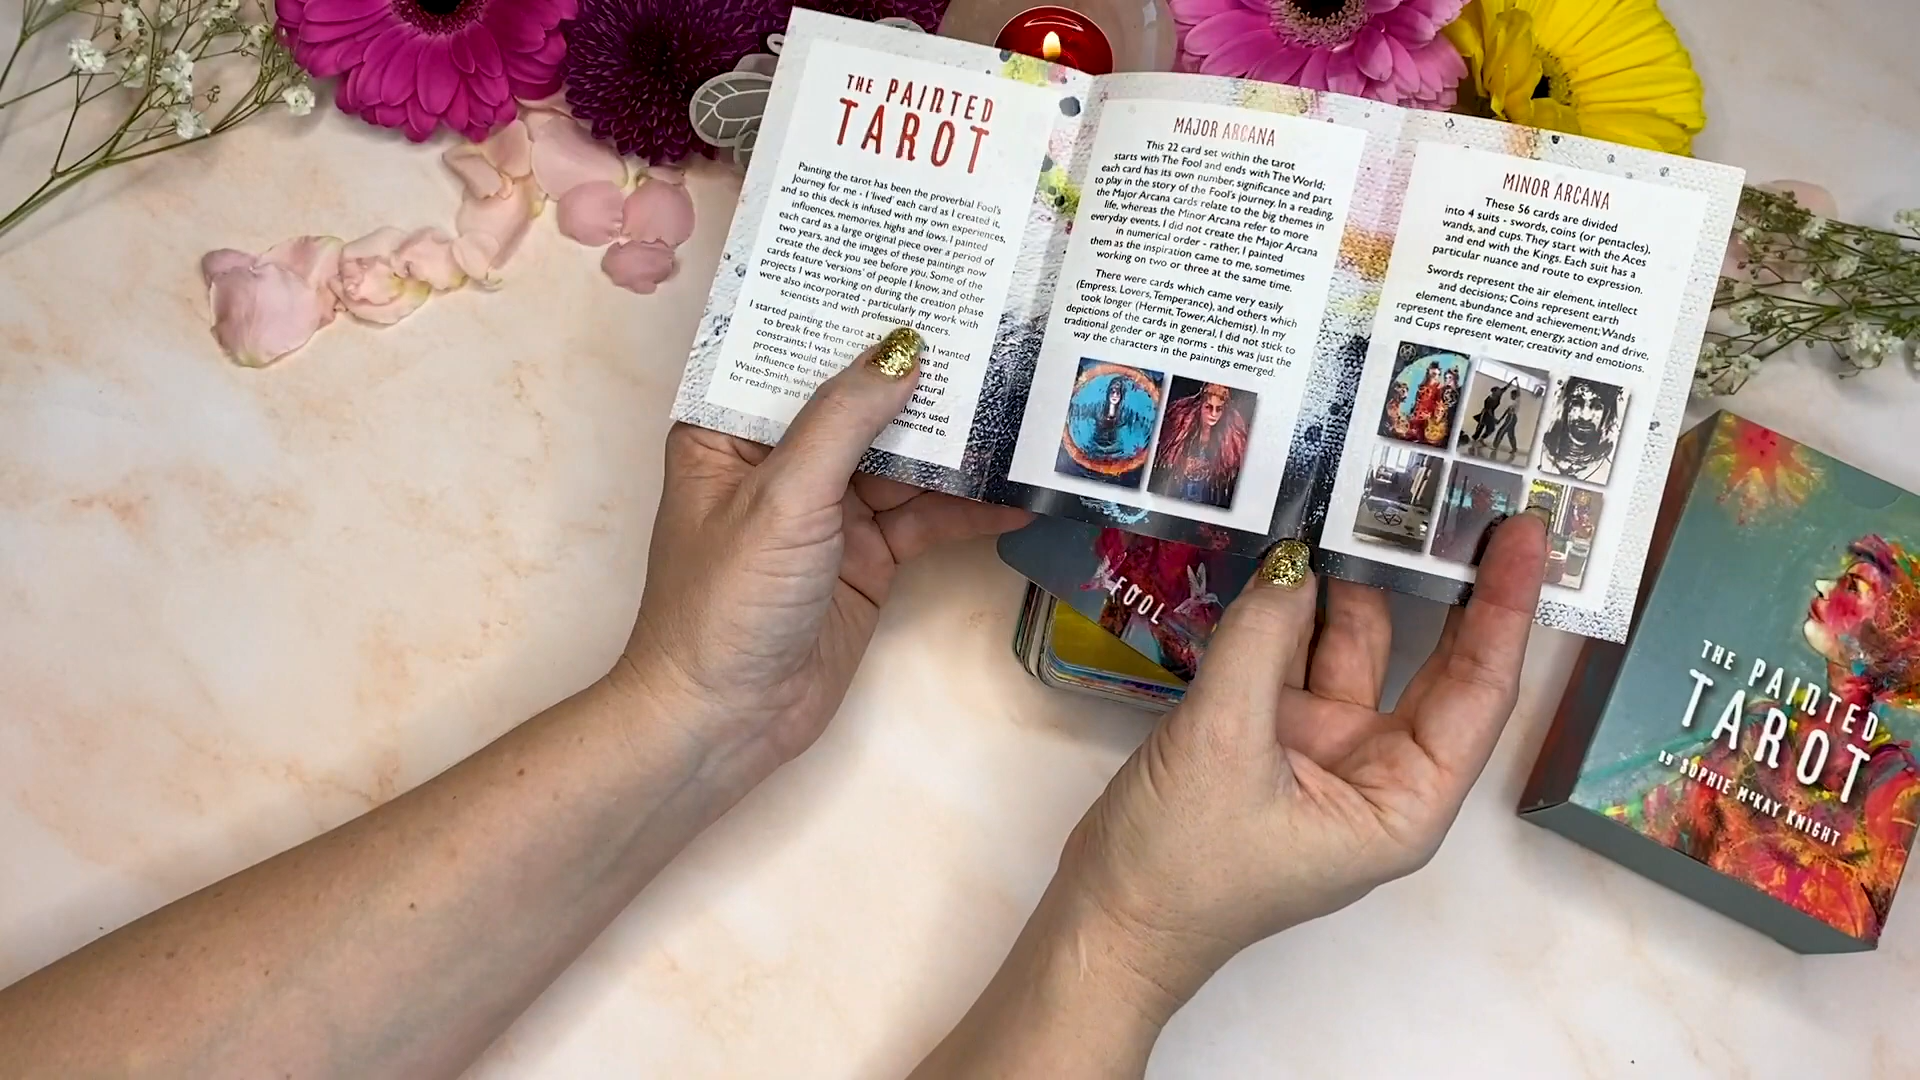 THE PAINTED
TAROT
Painting the tarot has been the proverbial Fool's
Journey for me - I 'lived' each card as I created it,
and so this deck is infused with my own experiences,
influences, memories, highs and lows. I painted
each card as a large original piece over a period of
two years, and the images of these paintings now
create the deck you see before you. Some of the
cards feature 'versions' of people I know, and other
projects I was working on during the creation phase
were also incorporated - particularly my work with
scientists and with professional dancers.
I started painting the tarot at a I wanted
to break free from and
constraints; I was the
process would take
influence for this Rider
Waite-Smith, which always used
for readings and connected to.
MAJOR ARCANA
This 22 card set within the tarot
starts with The Fool and ends with The World;
each card has its own number, significance and part
to play in the story of the Fool's journey. In a reading,
the Major Arcana cards relate to the big themes in
life, whereas the Minor Arcana refer to more
everyday events. I did not create the Major Arcana
in numerical order - rather, I painted
them as the inspiration came to me, sometimes
working on two or three at the same time.
There were cards which came very easily
(Empress, Lovers, Temperance), and others which
took longer (Hermit, Tower, Alchemist). In my
depictions of the cards in general, I did not stick to
traditional gender or age norms - this was just the
way the characters in the paintings emerged.
MINOR ARCANA
These 56 cards are divided
into 4 suits - swords, coins (or pentacles),
wands, and cups. They start with the Aces
and end with the Kings. Each suit has a
particular nuance and route to expression.
Swords represent the air element, intellect
and decisions; Coins represent earth
element, abundance and achievement; Wands
represent the fire element, energy, action and drive,
and Cups represent water, creativity and emotions.
FOOL
THE PAINTED
TAROT
BY SOPHIE McKAY KNIGHT